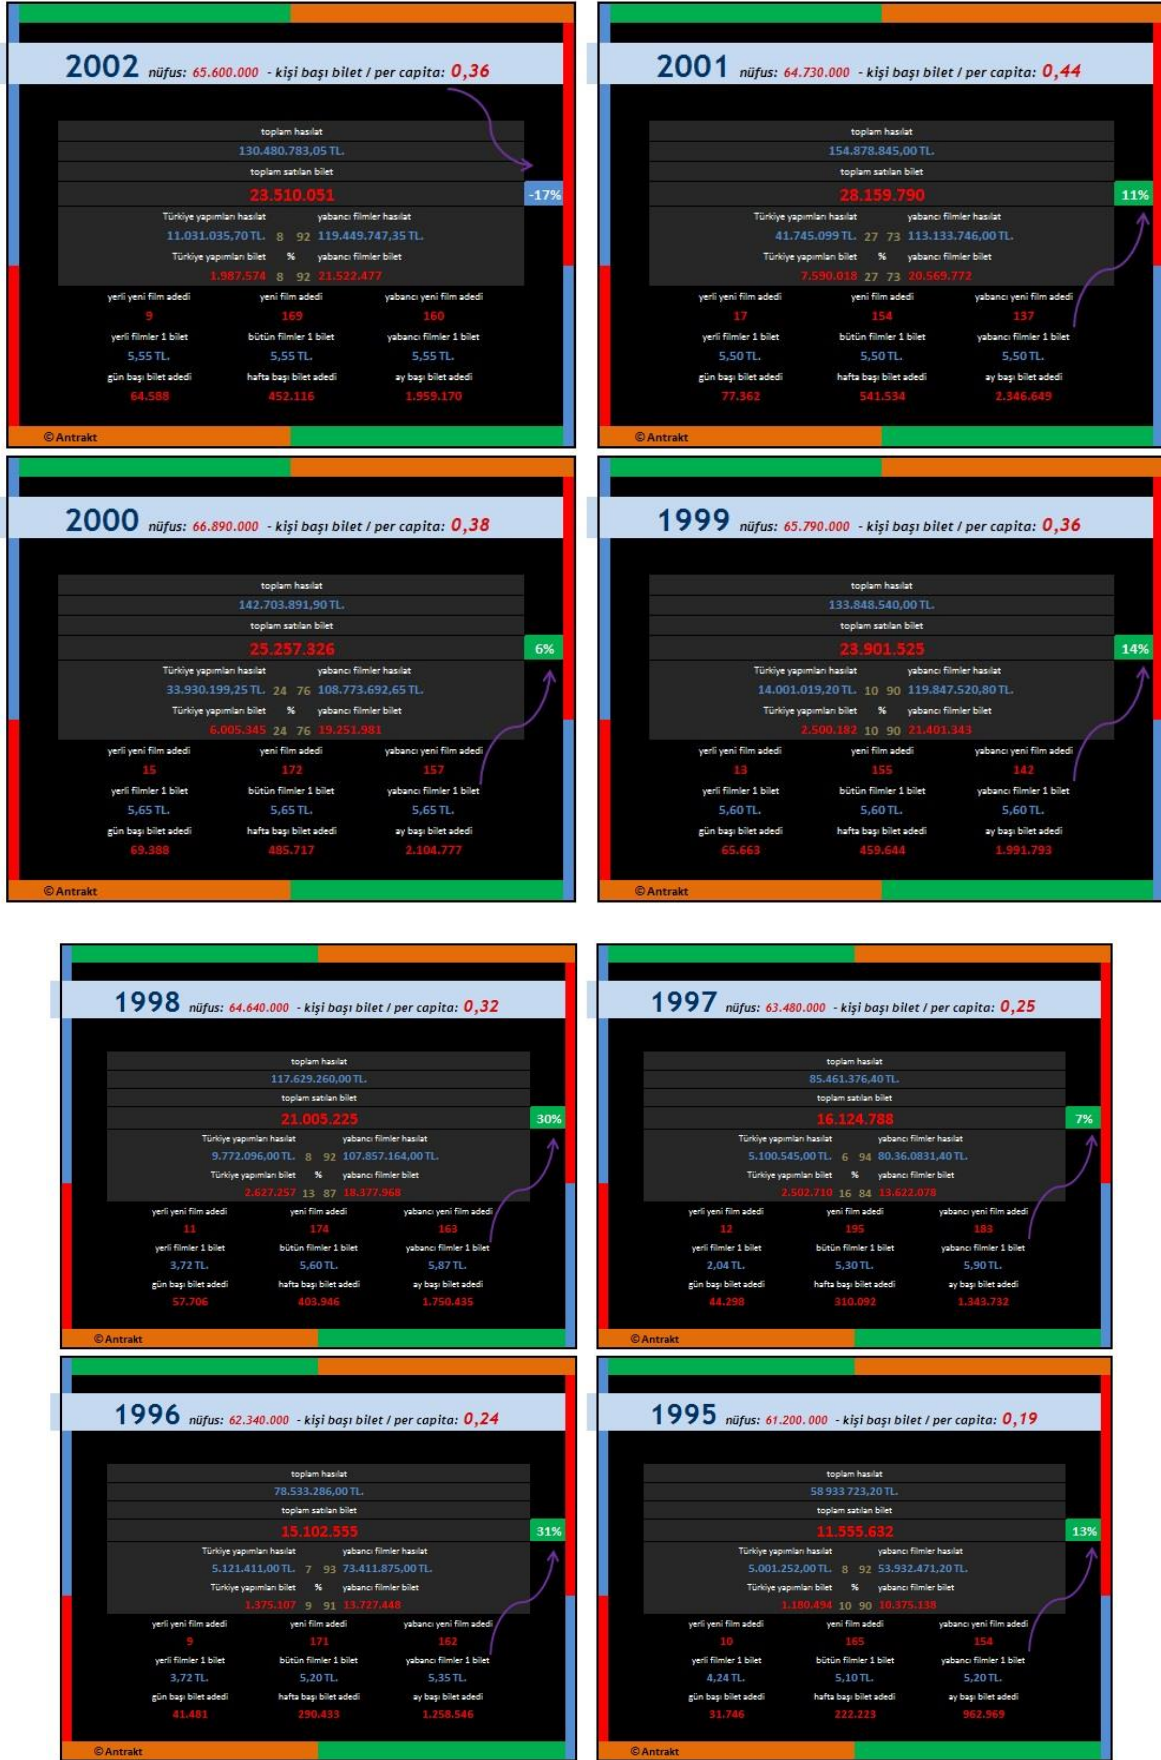 2002 nüfus: 65.600.000 - kişi başı bilet / per capita: 0,36
toplam hasılat
130.480.783,05 TL.
toplam satılan bilet
23.510.051
-17%
Türkiye yapımları hasılat yabancı filmler hasılat
11.031.035,70 TL. 8 92 119.449.747,35 TL.
Türkiye yapımları bilet % yabancı filmler bilet
1.987.574 8 92 21.522.477
yerli yeni film adedi yeni film adedi yabancı yeni film adedi
9 169 160
yerli filmler 1 bilet bütün filmler 1 bilet yabancı filmler 1 bilet
5,55 TL. 5,55 TL. 5,55 TL.
gün başı bilet adedi hafta başı bilet adedi ay başı bilet adedi
64.588 452.116 1.959.170
© Antrakt
2001 nüfus: 64.730.000 - kişi başı bilet / per capita: 0,44
toplam hasılat
154.878.845,00 TL.
toplam satılan bilet
28.159.790
11%
Türkiye yapımları hasılat yabancı filmler hasılat
41.745.099 TL. 27 73 113.133.746,00 TL.
Türkiye yapımları bilet % yabancı filmler bilet
7.590.018 27 73 20.569.772
yerli yeni film adedi yeni film adedi yabancı yeni film adedi
17 154 137
yerli filmler 1 bilet bütün filmler 1 bilet yabancı filmler 1 bilet
5,50 TL. 5,50 TL. 5,50 TL.
gün başı bilet adedi hafta başı bilet adedi ay başı bilet adedi
77.362 541.534 2.346.649
© Antrakt
2000 nüfus: 66.890.000 - kişi başı bilet / per capita: 0,38
toplam hasılat
142.703.891,90 TL.
toplam satılan bilet
25.257.326
6%
Türkiye yapımları hasılat yabancı filmler hasılat
33.930.199,25 TL. 24 76 108.773.692,65 TL.
Türkiye yapımları bilet % yabancı filmler bilet
6.005.345 24 76 19.251.981
yerli yeni film adedi yeni film adedi yabancı yeni film adedi
15 172 157
yerli filmler 1 bilet bütün filmler 1 bilet yabancı filmler 1 bilet
5,65 TL. 5,65 TL. 5,65 TL.
gün başı bilet adedi hafta başı bilet adedi ay başı bilet adedi
69.388 485.717 2.104.777
© Antrakt
1999 nüfus: 65.790.000 - kişi başı bilet / per capita: 0,36
toplam hasılat
133.848.540,00 TL.
toplam satılan bilet
23.901.525
14%
Türkiye yapımları hasılat yabancı filmler hasılat
14.001.019,20 TL. 10 90 119.847.520,80 TL.
Türkiye yapımları bilet % yabancı filmler bilet
2.500.182 10 90 21.401.343
yerli yeni film adedi yeni film adedi yabancı yeni film adedi
13 155 142
yerli filmler 1 bilet bütün filmler 1 bilet yabancı filmler 1 bilet
5,60 TL. 5,60 TL. 5,60 TL.
gün başı bilet adedi hafta başı bilet adedi ay başı bilet adedi
65.663 459.644 1.991.793
© Antrakt
1998 nüfus: 64.640.000 - kişi başı bilet / per capita: 0,32
toplam hasılat
117.629.260,00 TL.
toplam satılan bilet
21.005.225
30%
Türkiye yapımları hasılat yabancı filmler hasılat
9.772.096,00 TL. 8 92 107.857.164,00 TL.
Türkiye yapımları bilet % yabancı filmler bilet
2.627.257 13 87 18.377.968
yerli yeni film adedi yeni film adedi yabancı yeni film adedi
11 174 163
yerli filmler 1 bilet bütün filmler 1 bilet yabancı filmler 1 bilet
3,72 TL. 5,60 TL. 5,87 TL.
gün başı bilet adedi hafta başı bilet adedi ay başı bilet adedi
57.706 403.946 1.750.435
© Antrakt
1997 nüfus: 63.480.000 - kişi başı bilet / per capita: 0,25
toplam hasılat
85.461.376,40 TL.
toplam satılan bilet
16.124.788
7%
Türkiye yapımları hasılat yabancı filmler hasılat
5.100.545,00 TL. 6 94 80.36.0831,40 TL.
Türkiye yapımları bilet % yabancı filmler bilet
2.502.710 16 84 13.622.078
yerli yeni film adedi yeni film adedi yabancı yeni film adedi
12 195 183
yerli filmler 1 bilet bütün filmler 1 bilet yabancı filmler 1 bilet
2,04 TL. 5,30 TL. 5,90 TL.
gün başı bilet adedi hafta başı bilet adedi ay başı bilet adedi
44.298 310.092 1.343.732
© Antrakt
1996 nüfus: 62.340.000 - kişi başı bilet / per capita: 0,24
toplam hasılat
78.533.286,00 TL.
toplam satılan bilet
15.102.555
31%
Türkiye yapımları hasılat yabancı filmler hasılat
5.121.411,00 TL. 7 93 73.411.875,00 TL.
Türkiye yapımları bilet % yabancı filmler bilet
1.375.107 9 91 13.727.448
yerli yeni film adedi yeni film adedi yabancı yeni film adedi
9 171 162
yerli filmler 1 bilet bütün filmler 1 bilet yabancı filmler 1 bilet
3,72 TL. 5,20 TL. 5,35 TL.
gün başı bilet adedi hafta başı bilet adedi ay başı bilet adedi
41.481 290.433 1.258.546
© Antrakt
1995 nüfus: 61.200.000 - kişi başı bilet / per capita: 0,19
toplam hasılat
58 933 723,20 TL.
toplam satılan bilet
11.555.632
13%
Türkiye yapımları hasılat yabancı filmler hasılat
5.001.252,00 TL. 8 92 53.932.471,20 TL.
Türkiye yapımları bilet % yabancı filmler bilet
1.180.494 10 90 10.375.138
yerli yeni film adedi yeni film adedi yabancı yeni film adedi
10 165 154
yerli filmler 1 bilet bütün filmler 1 bilet yabancı filmler 1 bilet
4,24 TL. 5,10 TL. 5,20 TL.
gün başı bilet adedi hafta başı bilet adedi ay başı bilet adedi
31.746 222.223 962.969
© Antrakt